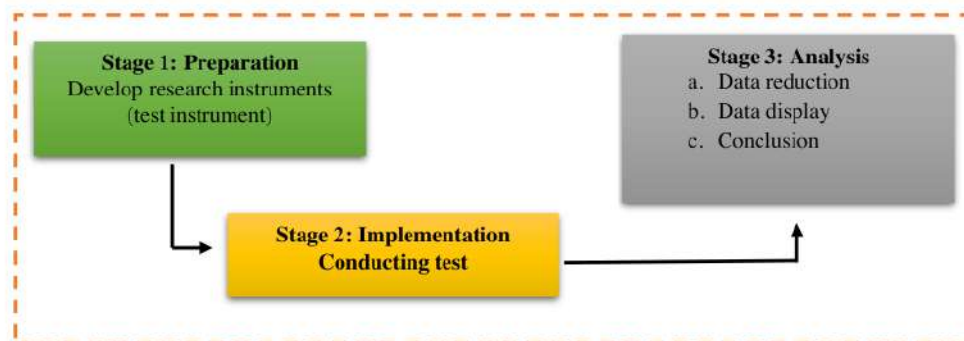 Stage 1: Preparation
Develop research instruments
(test instrument)
Stage 2: Implementation
Conducting test
Stage 3: Analysis
a. Data reduction
b. Data display
c. Conclusion